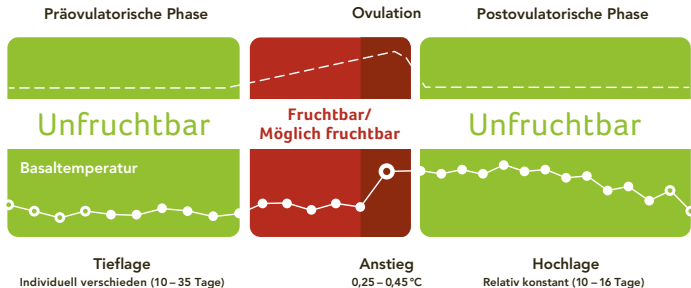 Präovulatorische Phase
Ovulation
Postovulatorische Phase
Unfruchtbar
Fruchtbar/
Möglich fruchtbar
Unfruchtbar
Basaltemperatur
Tieflage
Individuell verschieden (10 – 35 Tage)
Anstieg
0,25 – 0,45 °C
Hochlage
Relativ konstant (10 – 16 Tage)